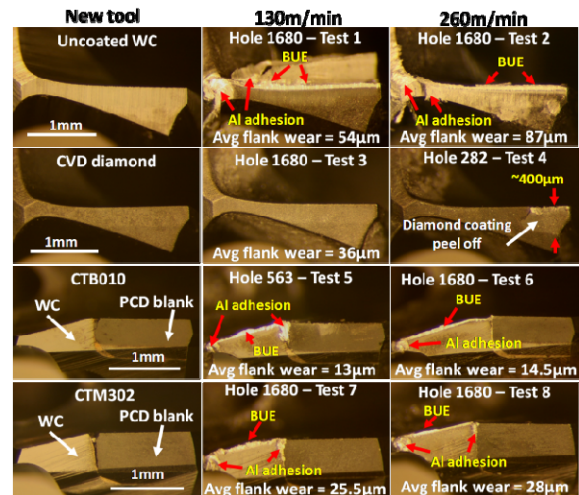 New tool
130m/min
260m/min
Uncoated WC
1mm
Hole 1680 – Test 1
BUE
Al adhesion
Avg flank wear = 54µm
Hole 1680 – Test 2
BUE
Al adhesion
Avg flank wear = 87µm
CVD diamond
1mm
Hole 1680 – Test 3
Avg flank wear = 36µm
Hole 282 – Test 4
~400µm
Diamond coating
peel off
CTB010
WC
PCD blank
1mm
Hole 563 – Test 5
Al adhesion
BUE
Avg flank wear = 13µm
Hole 1680 – Test 6
BUE
Al adhesion
Avg flank wear = 14.5µm
CTM302
WC
PCD blank
1mm
Hole 1680 – Test 7
BUE
Al adhesion
Avg flank wear = 25.5µm
Hole 1680 – Test 8
BUE
Al adhesion
Avg flank wear = 28µm